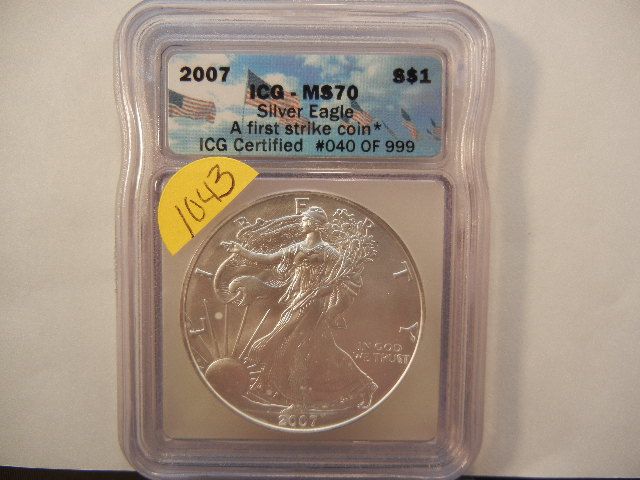 2007 S$1
ICG - MS70
Silver Eagle
A first strike coin*
ICG Certified #040 OF 999
1043
LIBERTY
IN GOD
WE TRUST
2007